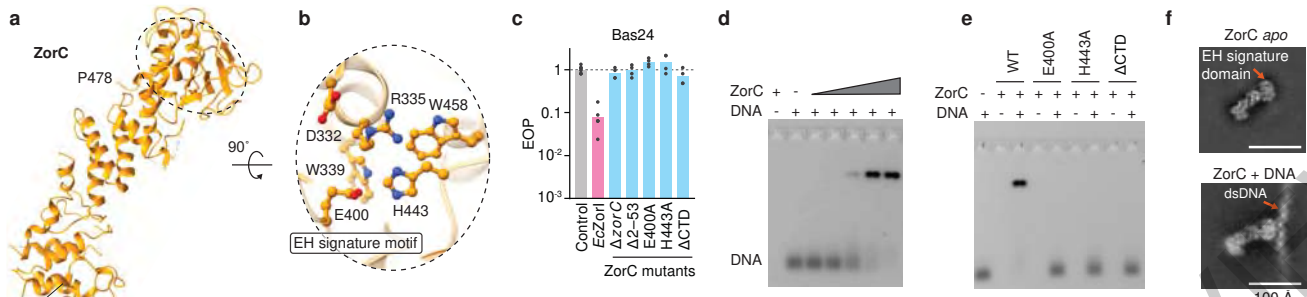 a
ZorC
P478
90°
b
R335
W458
D332
W339
E400
H443
EH signature motif
c
Bas24
EOP
1
0.1
10-2
10-3
Control
EcZorI
ΔzorC
Δ2–53
E400A
H443A
ΔCTD
ZorC mutants
d
ZorC + -
DNA - + + + + + +
DNA
e
WT
E400A
H443A
ΔCTD
ZorC - + + + + + + + +
DNA + - + - + - + - +
f
ZorC apo
EH signature
domain
ZorC + DNA
dsDNA
100 Å